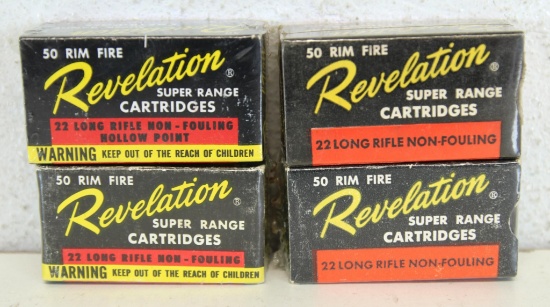 50 RIM FIRE
Revelation®
SUPER RANGE
CARTRIDGES
22 LONG RIFLE NON-FOULING
HOLLOW POINT
WARNING KEEP OUT OF THE REACH OF CHILDREN
50 RIM FIRE
Revelation®
SUPER RANGE
CARTRIDGES
22 LONG RIFLE NON-FOULING
50 RIM FIRE
Revelation®
SUPER RANGE
CARTRIDGES
22 LONG RIFLE NON-FOULING
WARNING KEEP OUT OF THE REACH OF CHILDREN
50 RIM FIRE
Revelation®
SUPER RANGE
CARTRIDGES
22 LONG RIFLE NON-FOULING